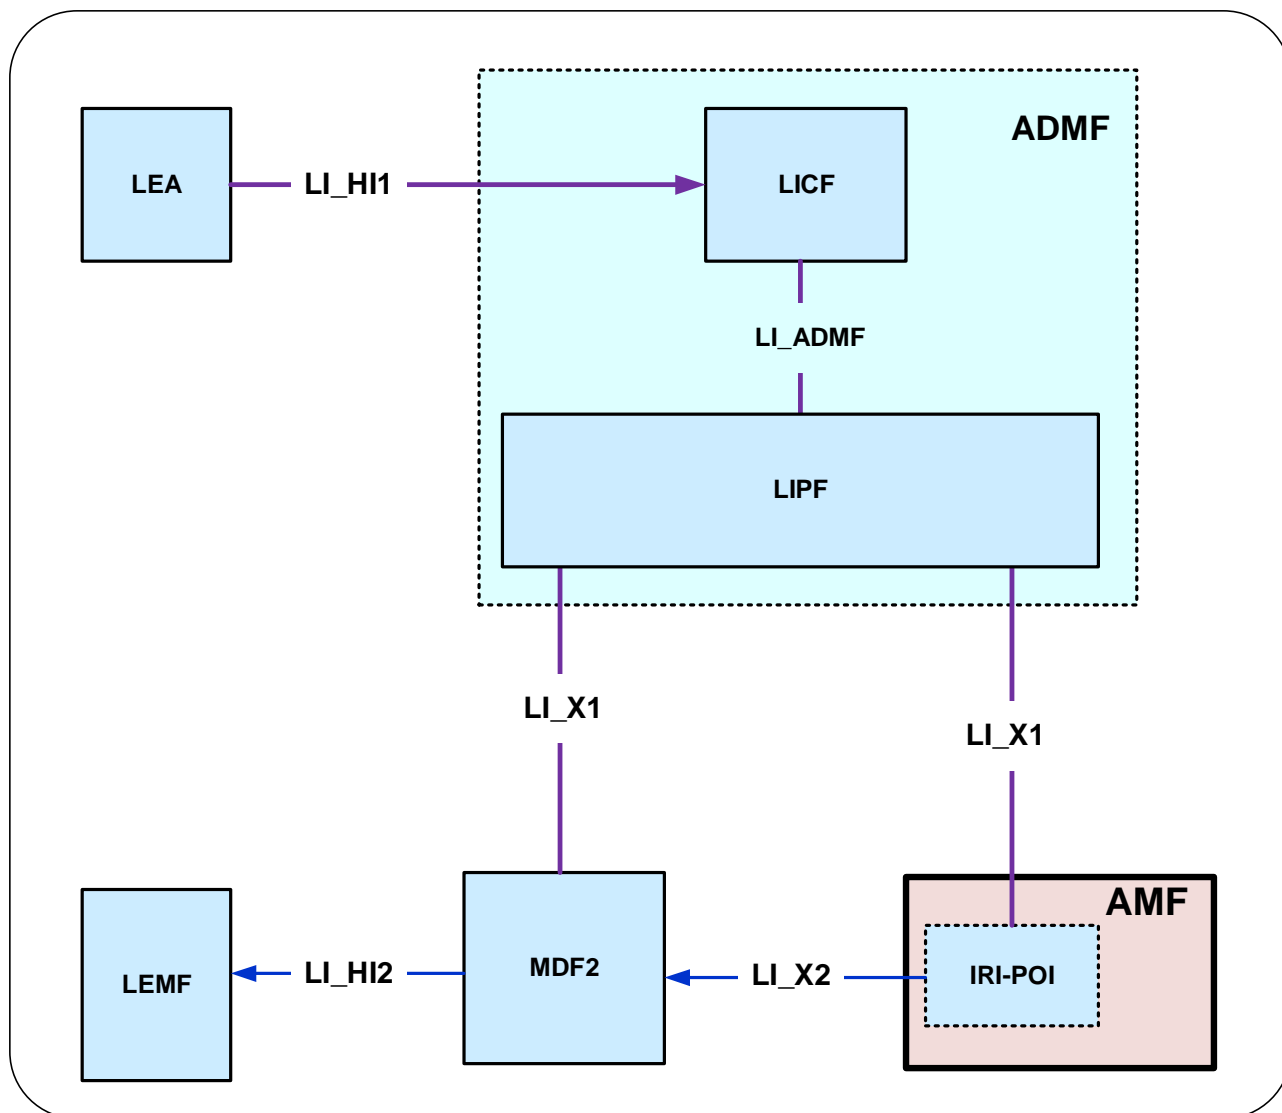 ADMF
LEA
LI_HI1
LICF
LI_ADMF
LIPF
LI_X1
LI_X1
AMF
LEMF
LI_HI2
MDF2
LI_X2
IRI-POI